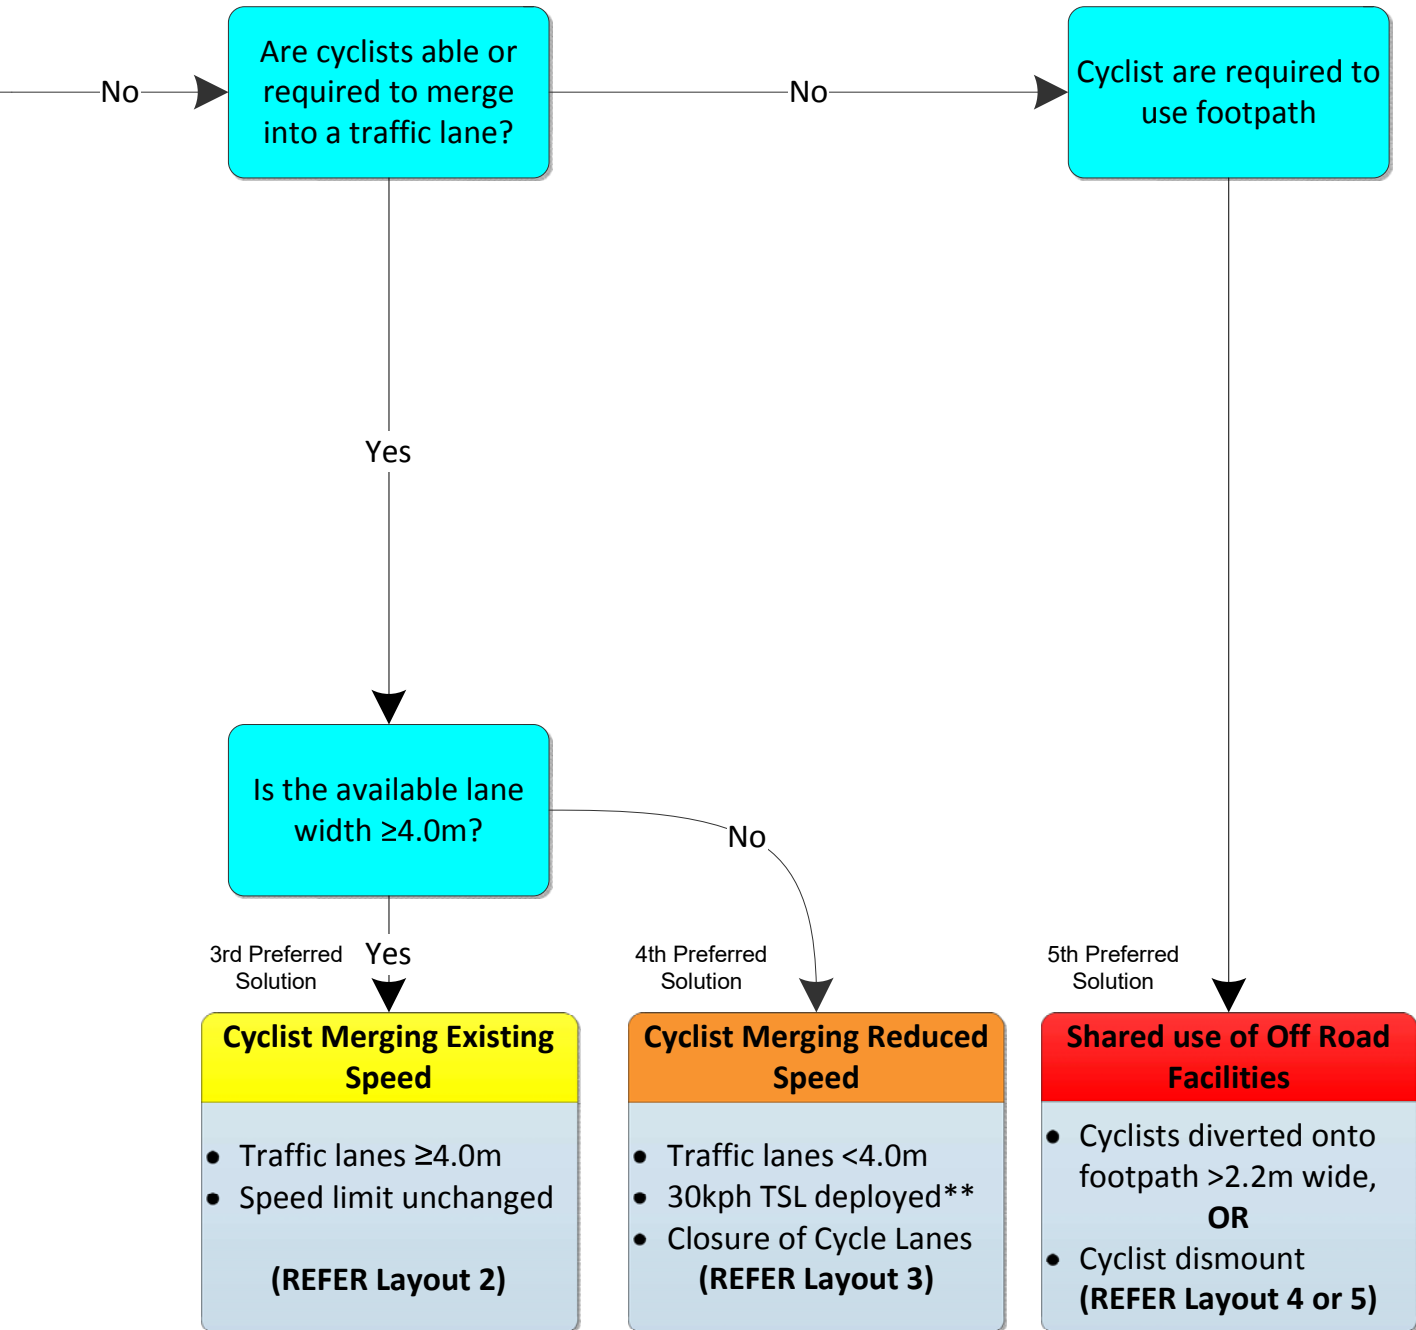 No
Are cyclists able or
required to merge
into a traffic lane?
No
Cyclist are required to
use footpath
Yes
Is the available lane
width ≥4.0m?
No
Yes
3rd Preferred
Solution
Cyclist Merging Existing
Speed
• Traffic lanes ≥4.0m
• Speed limit unchanged
(REFER Layout 2)
4th Preferred
Solution
Cyclist Merging Reduced
Speed
• Traffic lanes <4.0m
• 30kph TSL deployed**
• Closure of Cycle Lanes
(REFER Layout 3)
5th Preferred
Solution
Shared use of Off Road
Facilities
• Cyclists diverted onto
footpath >2.2m wide,
OR
• Cyclist dismount
(REFER Layout 4 or 5)